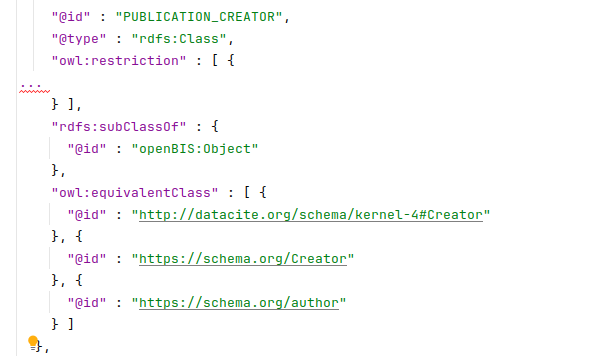 "@id" : "PUBLICATION_CREATOR",
"@type" : "rdfs:Class",
"owl:restriction" : [ {
...
} ],
"rdfs:subClassOf" : {
"@id" : "openBIS:Object"
},
"owl:equivalentClass" : [ {
"@id" : "http://datacite.org/schema/kernel-4#Creator"
}, {
"@id" : "https://schema.org/Creator"
}, {
"@id" : "https://schema.org/author"
} ]
},